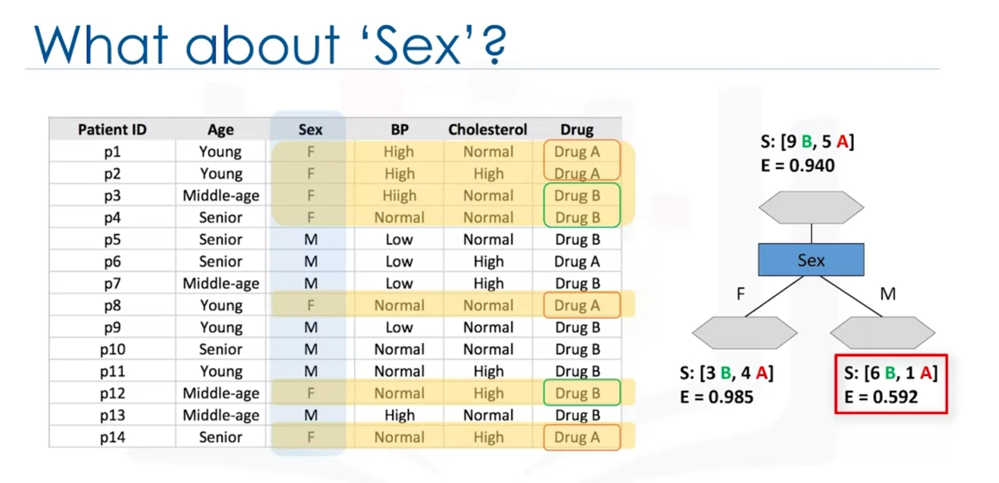 What about ‘Sex’?
Patient ID Age Sex BP Cholesterol Drug
p1 Young F High Normal Drug A
p2 Young F High High Drug A
p3 Middle-age F Hiigh Normal Drug B
p4 Senior F Normal Normal Drug B
p5 Senior M Low Normal Drug B
p6 Senior M Low High Drug A
p7 Middle-age M Low High Drug B
p8 Young F Normal Normal Drug A
p9 Young M Low Normal Drug B
p10 Senior M Normal Normal Drug B
p11 Young M Normal High Drug B
p12 Middle-age F Normal High Drug B
p13 Middle-age M High Normal Drug B
p14 Senior F Normal High Drug A
S: [9 B, 5 A]
E = 0.940
Sex
F M
S: [3 B, 4 A]
E = 0.985
S: [6 B, 1 A]
E = 0.592